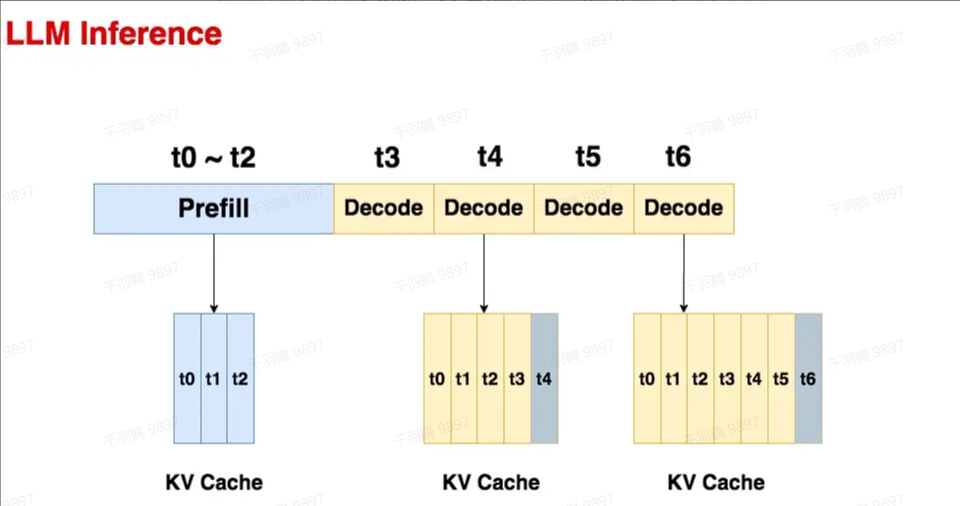 LLM Inference
t0 ~ t2 t3 t4 t5 t6
Prefill Decode Decode Decode Decode
t0 t1 t2 t0 t1 t2 t3 t4 t0 t1 t2 t3 t4 t5 t6
KV Cache KV Cache KV Cache
千羽鹤 9897